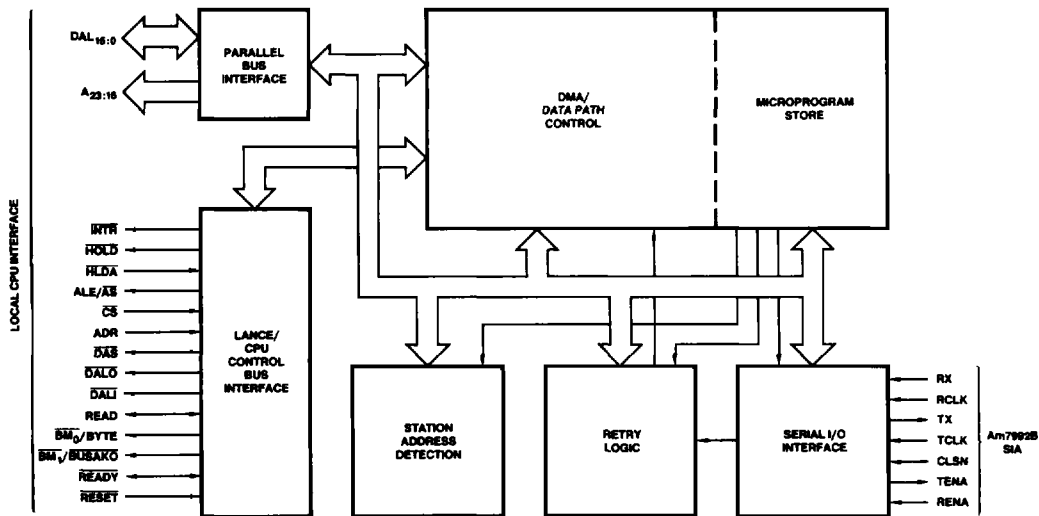 DAL15:0
A23:16
PARALLEL
BUS
INTERFACE
DMA/
DATA PATH
CONTROL
MICROPROGRAM
STORE
LOCAL CPU INTERFACE
INTR
HOLD
HLDA
ALE/AS
CS
ADR
DAS
DALO
DALI
READ
BM0/BYTE
BM1/BUSAKO
READY
RESET
LANCE/
CPU
CONTROL
BUS
INTERFACE
STATION
ADDRESS
DETECTION
RETRY
LOGIC
SERIAL I/O
INTERFACE
RX
RCLK
TX
TCLK
CLSN
TENA
RENA
Am7992B
SIA